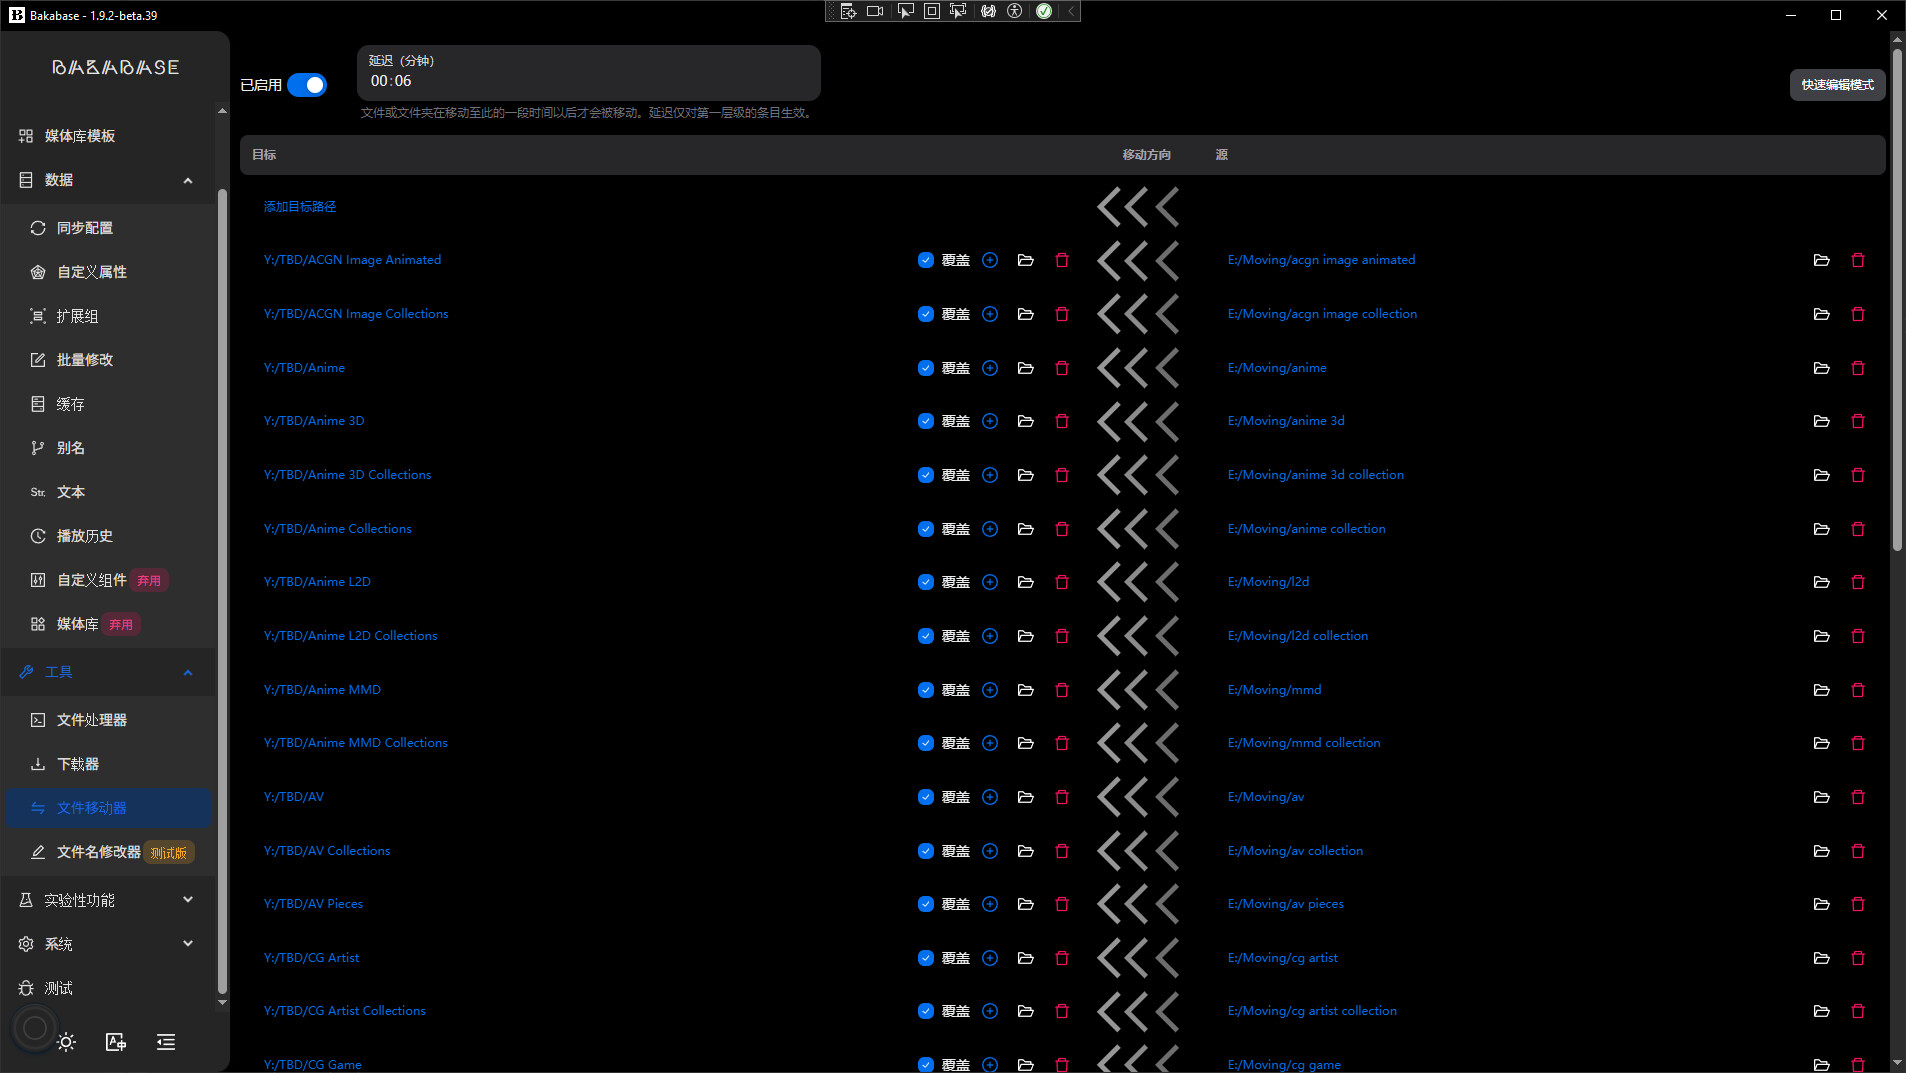 Bakabase - 1.9.2-beta.39
BAKABASE
媒体库模板
数据
同步配置
自定义属性
扩展组
批量修改
缓存
别名
Str. 文本
播放历史
自定义组件 弃用
媒体库 弃用
工具
文件处理器
下载器
文件移动器
文件名修改器 测试版
实验性功能
系统
测试
已启用
延迟（分钟）
00:06
文件或文件夹在移动至此的一段时间以后才会被移动。延迟仅对第一层级的条目生效。
快速编辑模式
目标 移动方向 源
添加目标路径
Y:/TBD/ACGN Image Animated 覆盖 E:/Moving/acgn image animated
Y:/TBD/ACGN Image Collections 覆盖 E:/Moving/acgn image collection
Y:/TBD/Anime 覆盖 E:/Moving/anime
Y:/TBD/Anime 3D 覆盖 E:/Moving/anime 3d
Y:/TBD/Anime 3D Collections 覆盖 E:/Moving/anime 3d collection
Y:/TBD/Anime Collections 覆盖 E:/Moving/anime collection
Y:/TBD/Anime L2D 覆盖 E:/Moving/l2d
Y:/TBD/Anime L2D Collections 覆盖 E:/Moving/l2d collection
Y:/TBD/Anime MMD 覆盖 E:/Moving/mmd
Y:/TBD/Anime MMD Collections 覆盖 E:/Moving/mmd collection
Y:/TBD/AV 覆盖 E:/Moving/av
Y:/TBD/AV Collections 覆盖 E:/Moving/av collection
Y:/TBD/AV Pieces 覆盖 E:/Moving/av pieces
Y:/TBD/CG Artist 覆盖 E:/Moving/cg artist
Y:/TBD/CG Artist Collections 覆盖 E:/Moving/cg artist collection
Y:/TBD/CG Game 覆盖 E:/Moving/cg game